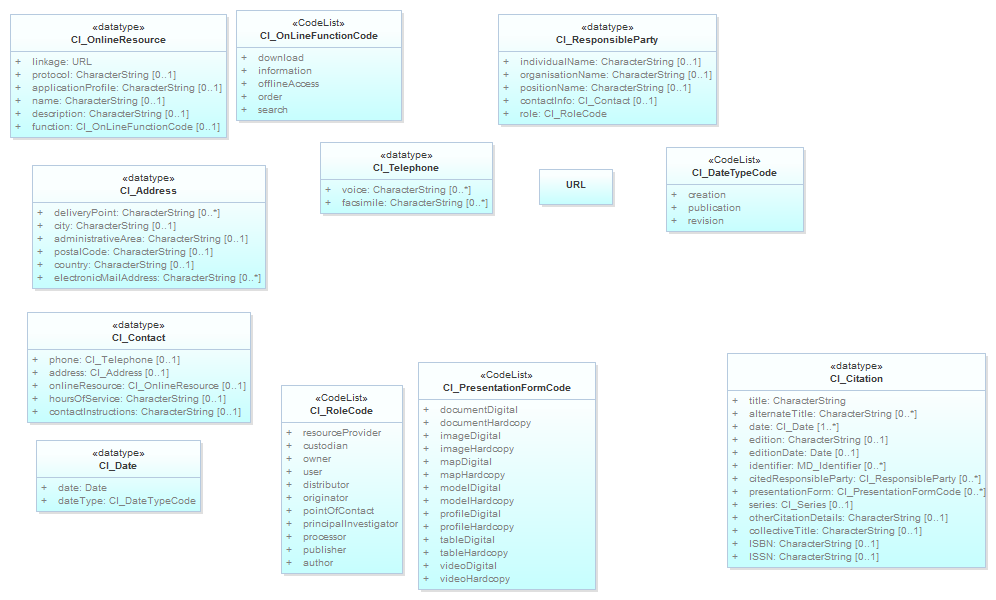 «datatype»
CI_OnlineResource
+ linkage: URL
+ protocol: CharacterString [0..1]
+ applicationProfile: CharacterString [0..1]
+ name: CharacterString [0..1]
+ description: CharacterString [0..1]
+ function: CI_OnLineFunctionCode [0..1]
«CodeList»
CI_OnLineFunctionCode
+ download
+ information
+ offlineAccess
+ order
+ search
«datatype»
CI_ResponsibleParty
+ individualName: CharacterString [0..1]
+ organisationName: CharacterString [0..1]
+ positionName: CharacterString [0..1]
+ contactInfo: CI_Contact [0..1]
+ role: CI_RoleCode
«datatype»
CI_Address
+ deliveryPoint: CharacterString [0..*]
+ city: CharacterString [0..1]
+ administrativeArea: CharacterString [0..1]
+ postalCode: CharacterString [0..1]
+ country: CharacterString [0..1]
+ electronicMailAddress: CharacterString [0..*]
«datatype»
CI_Telephone
+ voice: CharacterString [0..*]
+ facsimile: CharacterString [0..*]
URL
«CodeList»
CI_DateTypeCode
+ creation
+ publication
+ revision
«datatype»
CI_Contact
+ phone: CI_Telephone [0..1]
+ address: CI_Address [0..1]
+ onlineResource: CI_OnlineResource [0..1]
+ hoursOfService: CharacterString [0..1]
+ contactInstructions: CharacterString [0..1]
«datatype»
CI_Date
+ date: Date
+ dateType: CI_DateTypeCode
«CodeList»
CI_RoleCode
+ resourceProvider
+ custodian
+ owner
+ user
+ distributor
+ originator
+ pointOfContact
+ principalInvestigator
+ processor
+ publisher
+ author
«CodeList»
CI_PresentationFormCode
+ documentDigital
+ documentHardcopy
+ imageDigital
+ imageHardcopy
+ mapDigital
+ mapHardcopy
+ modelDigital
+ modelHardcopy
+ profileDigital
+ profileHardcopy
+ tableDigital
+ tableHardcopy
+ videoDigital
+ videoHardcopy
«datatype»
CI_Citation
+ title: CharacterString
+ alternateTitle: CharacterString [0..*]
+ date: CI_Date [1..*]
+ edition: CharacterString [0..1]
+ editionDate: Date [0..1]
+ identifier: MD_Identifier [0..*]
+ citedResponsibleParty: CI_ResponsibleParty [0..*]
+ presentationForm: CI_PresentationFormCode [0..*]
+ series: CI_Series [0..1]
+ otherCitationDetails: CharacterString [0..1]
+ collectiveTitle: CharacterString [0..1]
+ ISBN: CharacterString [0..1]
+ ISSN: CharacterString [0..1]